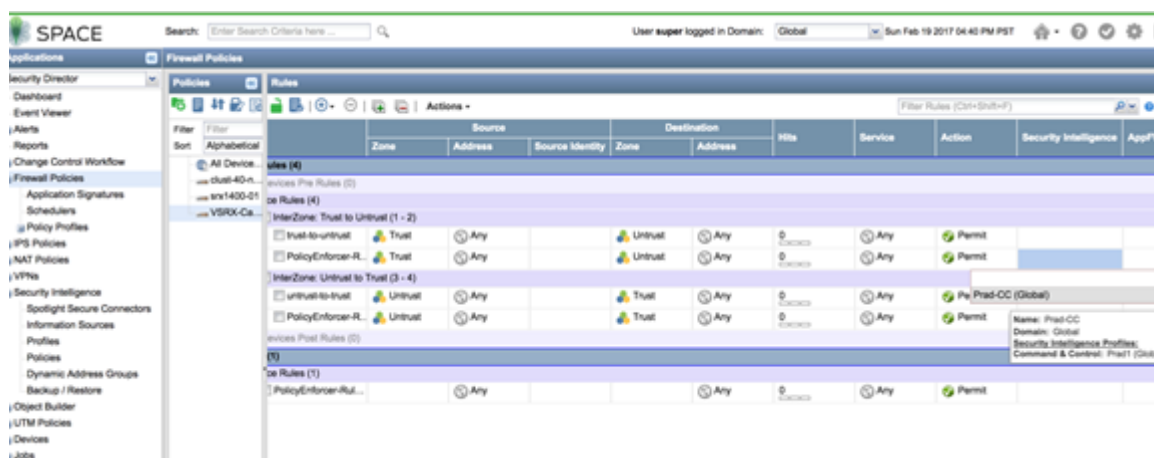 SPACE
Search: Enter Search Criteria here ...
User super logged in Domain: Global
Sun Feb 19 2017 04:40 PM PST
Applications
Security Director
Dashboard
Event Viewer
Alerts
Reports
Change Control Workflow
Firewall Policies
Application Signatures
Schedulers
Policy Profiles
IPS Policies
NAT Policies
VPNs
Security Intelligence
Spotlight Secure Connectors
Information Sources
Profiles
Policies
Dynamic Address Groups
Backup / Restore
Object Builder
UTM Policies
Devices
Jobs
Firewall Policies
Policies
Filter Filter
Sort Alphabetical
All Device...
clust-40-n...
srx1400-01
VSRX-Ca...
Rules
Actions
Filter Rules (Ctrl+Shift+F)
Source Destination Hits Service Action Security Intelligence AppF
Zone Address Source Identity Zone Address
ules (4)
evices Pre Rules (0)
ce Rules (4)
InterZone: Trust to Untrust (1 - 2)
trust-to-untrust Trust Any Untrust Any 0 Any Permit
PolicyEnforcer-R... Trust Any Untrust Any 0 Any Permit
InterZone: Untrust to Trust (3 - 4)
untrust-to-trust Untrust Any Trust Any 0 Any Pe
Prad-CC (Global)
PolicyEnforcer-R... Untrust Any Trust Any 0 Any Permit
Name: Prad-CC
Domain: Global
Security Intelligence Profiles:
Command & Control: Prad1 (Glob
evices Post Rules (0)
(1)
ce Rules (1)
PolicyEnforcer-Rul... Any Any 0 Any Permit